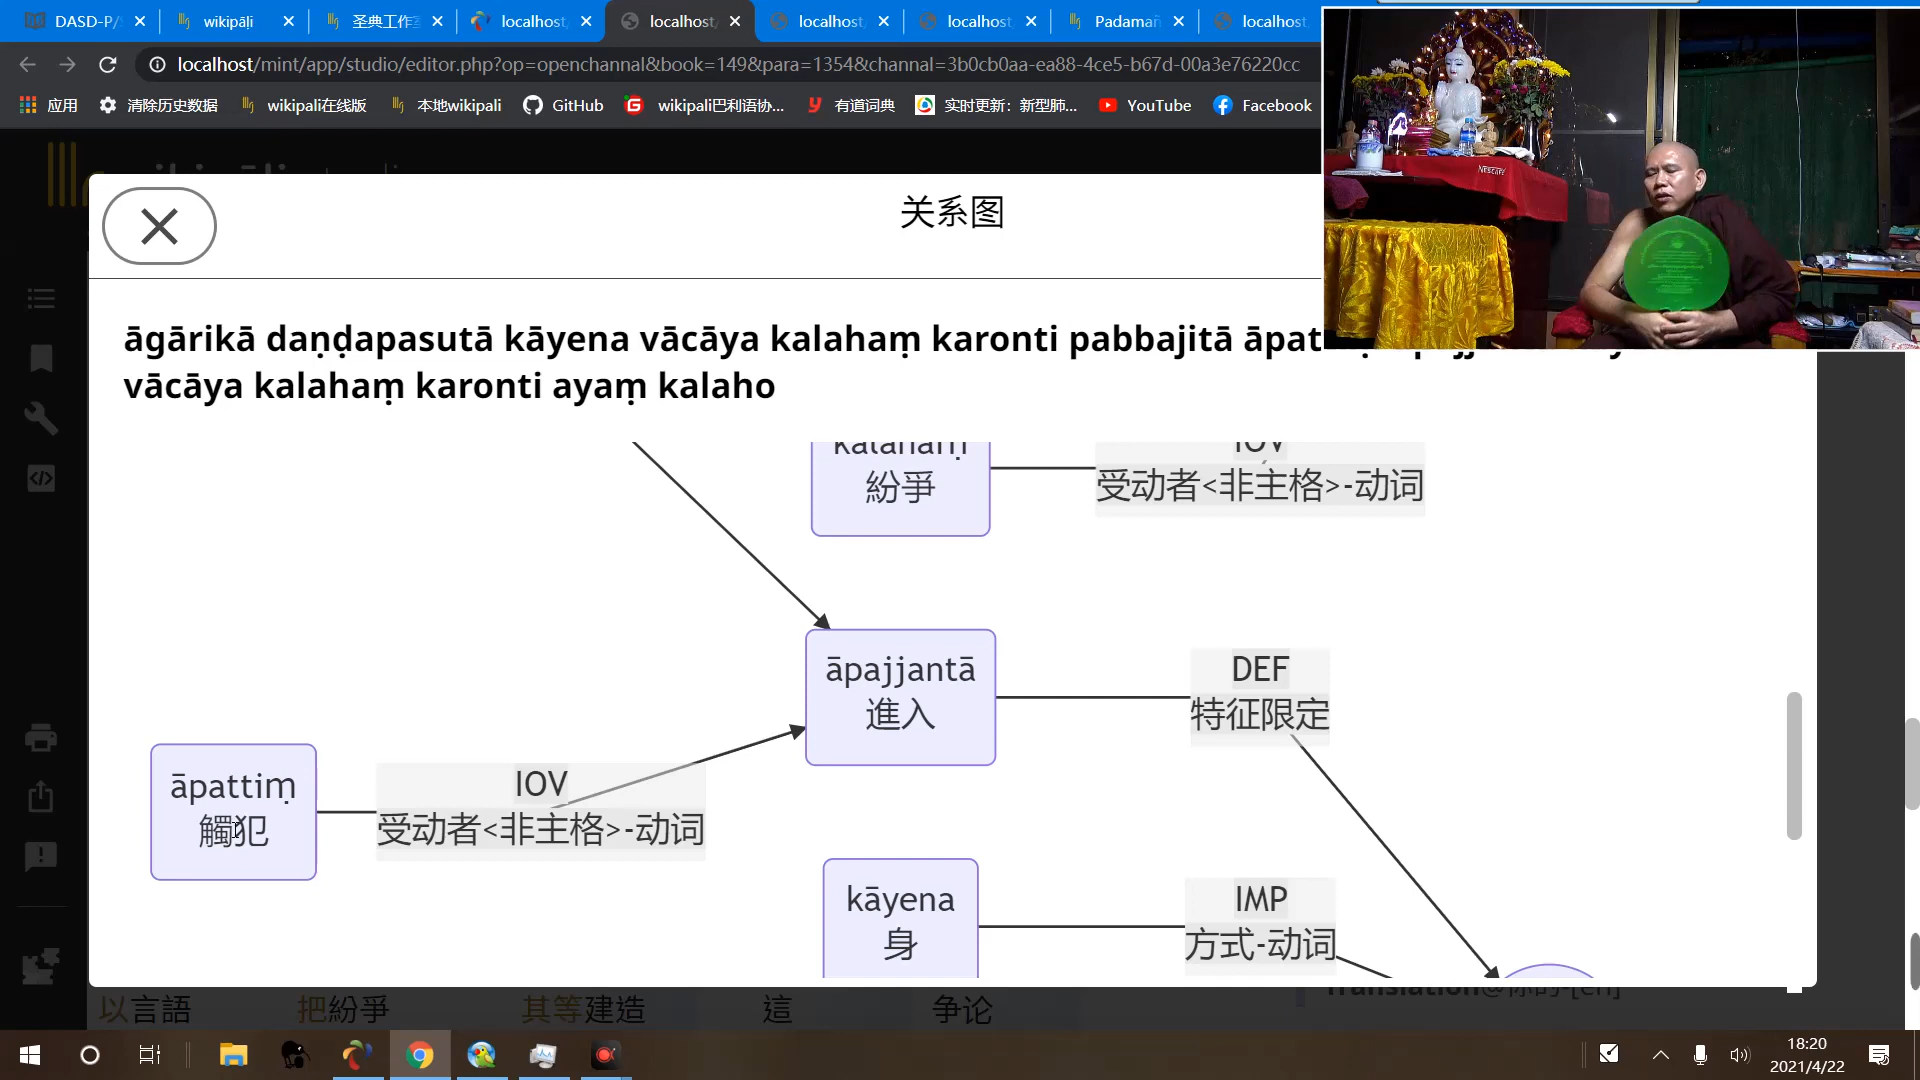 DASD-P/
wikipāḷi
圣典工作
localhost
localhost
localhost
localhost
Padama
localhost
localhost/mint/app/studio/editor.php?op=openchannal&book=149&para=1354&channal=3b0cb0aa-ea88-4ce5-b67d-00a3e76220cc
应用
清除历史数据
wikipali在线版
本地wikipali
GitHub
wikipali巴利语协...
有道词典
实时更新：新型肺...
YouTube
Facebook
NESCAFE
关系图
āgārikā daṇḍapasutā kāyena vācāya kalahaṃ karonti pabbajitā
vācāya kalahaṃ karonti ayaṃ kalaho
kalahaṃ
紛爭
IOV
受动者<非主格>-动词
āpajjantā
進入
DEF
特征限定
āpattiṃ
觸犯
IOV
受动者<非主格>-动词
kāyena
身
IMP
方式-动词
以言語
把紛爭
其等建造
這
争论
18:20
2021/4/22